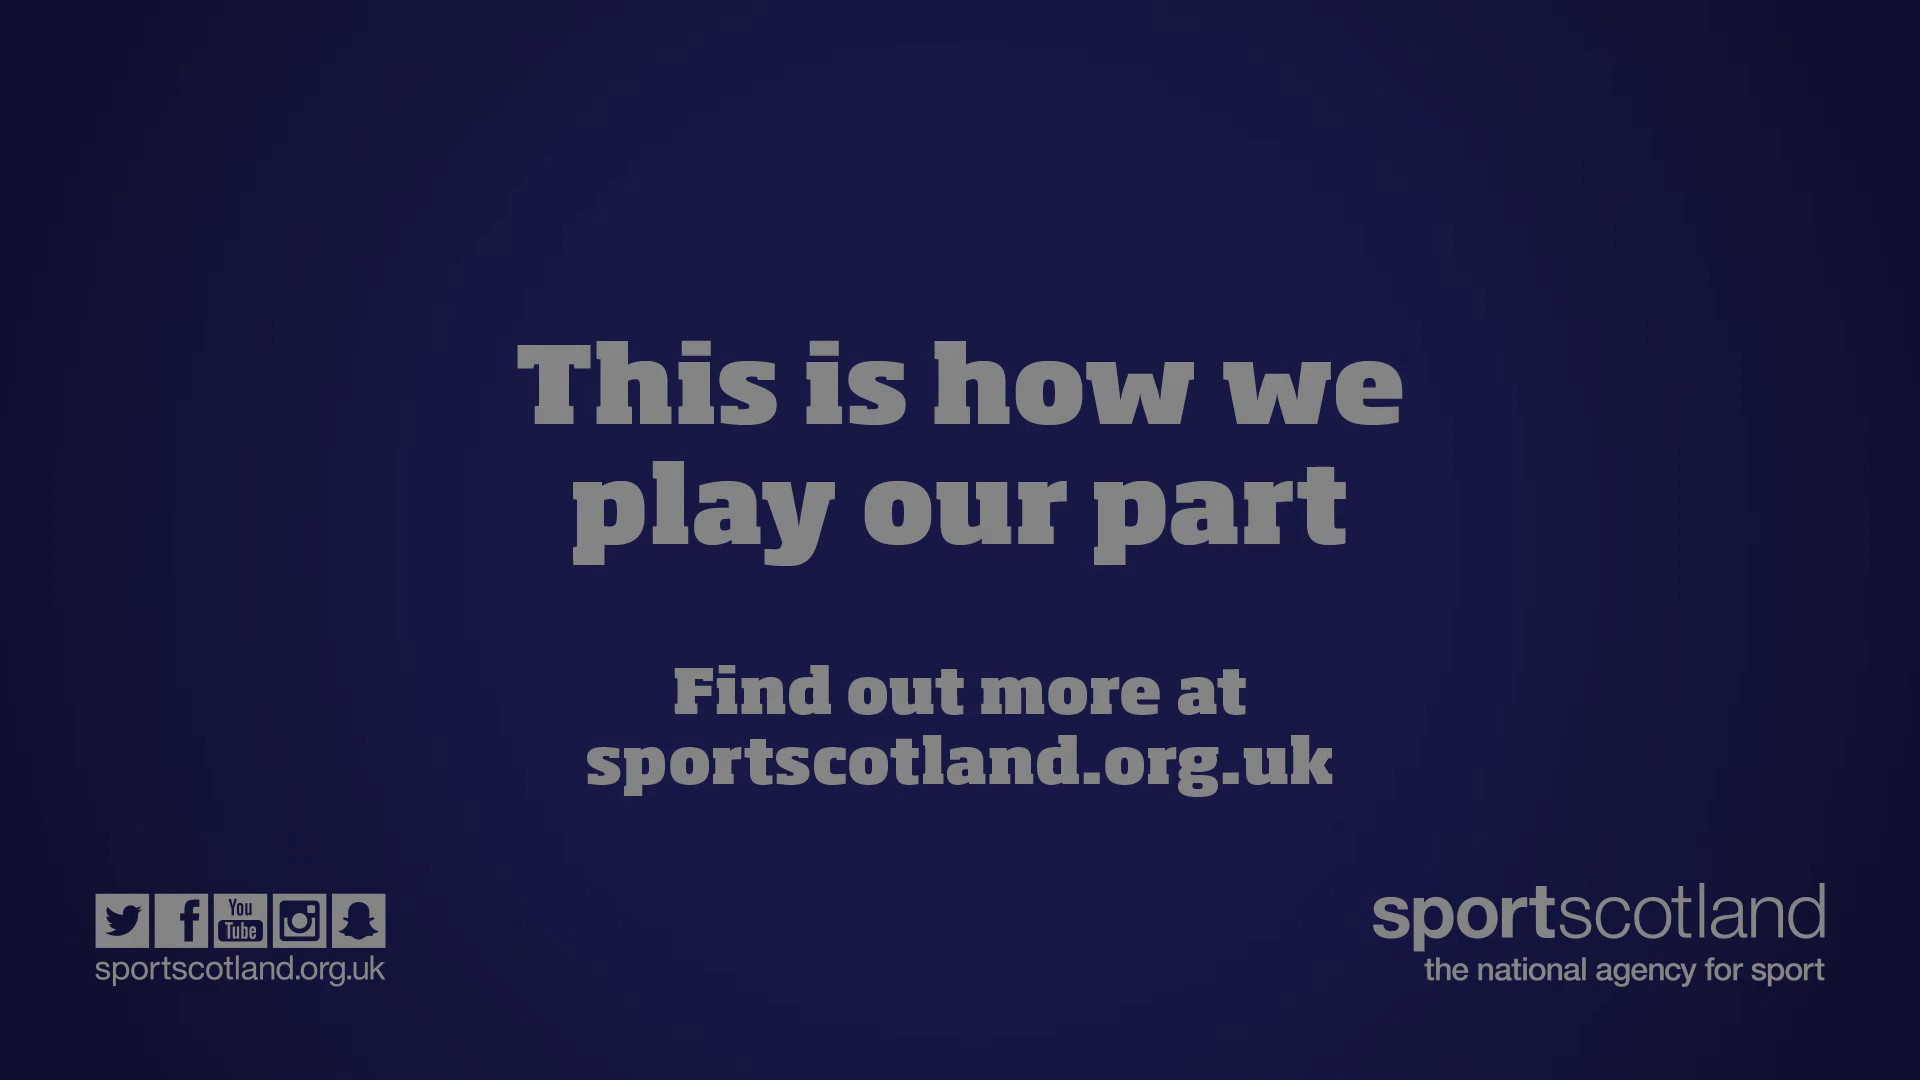 This is how we
play our part
Find out more at
sportscotland.org.uk
You
Tube
sportscotland.org.uk
sportscotland
the national agency for sport